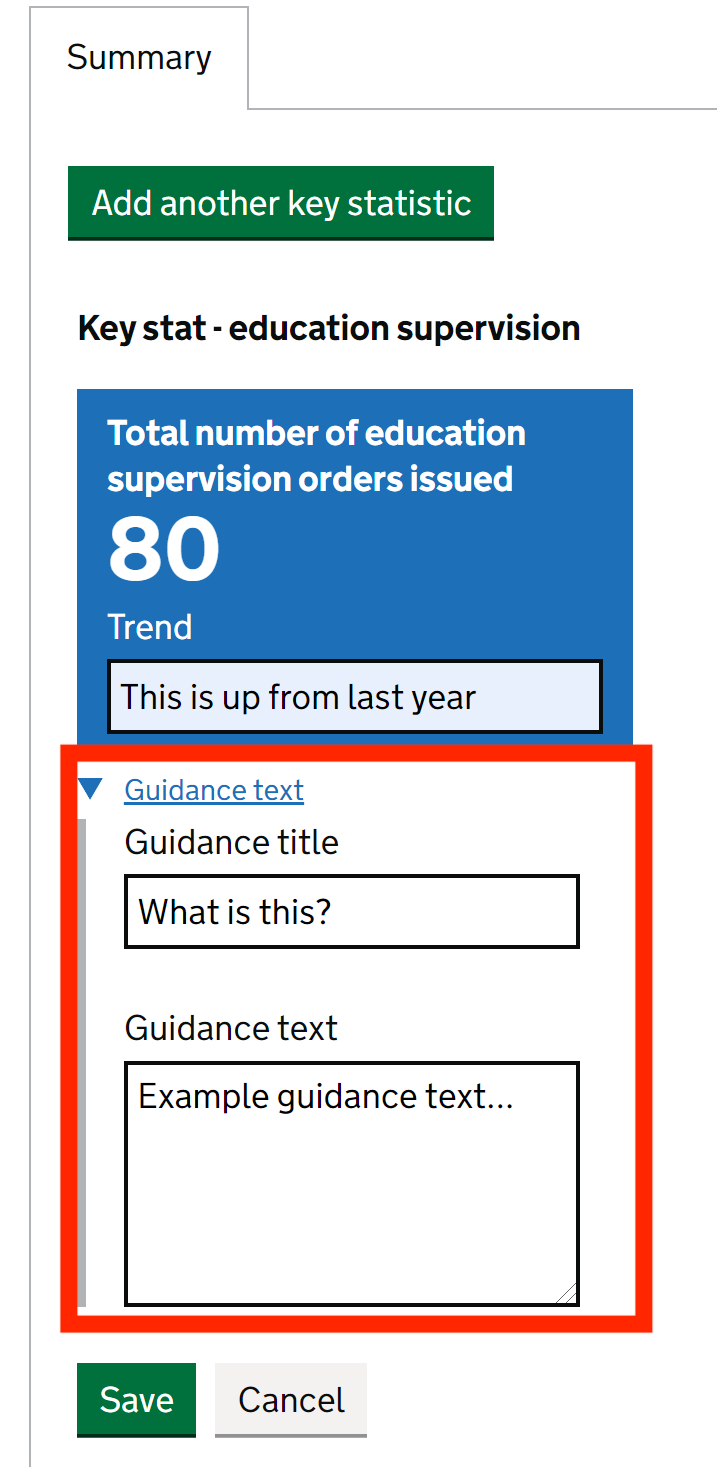 Summary
Add another key statistic
Key stat - education supervision
Total number of education
supervision orders issued
80
Trend
This is up from last year
Guidance text
Guidance title
What is this?
Guidance text
Example guidance text...
Save
Cancel